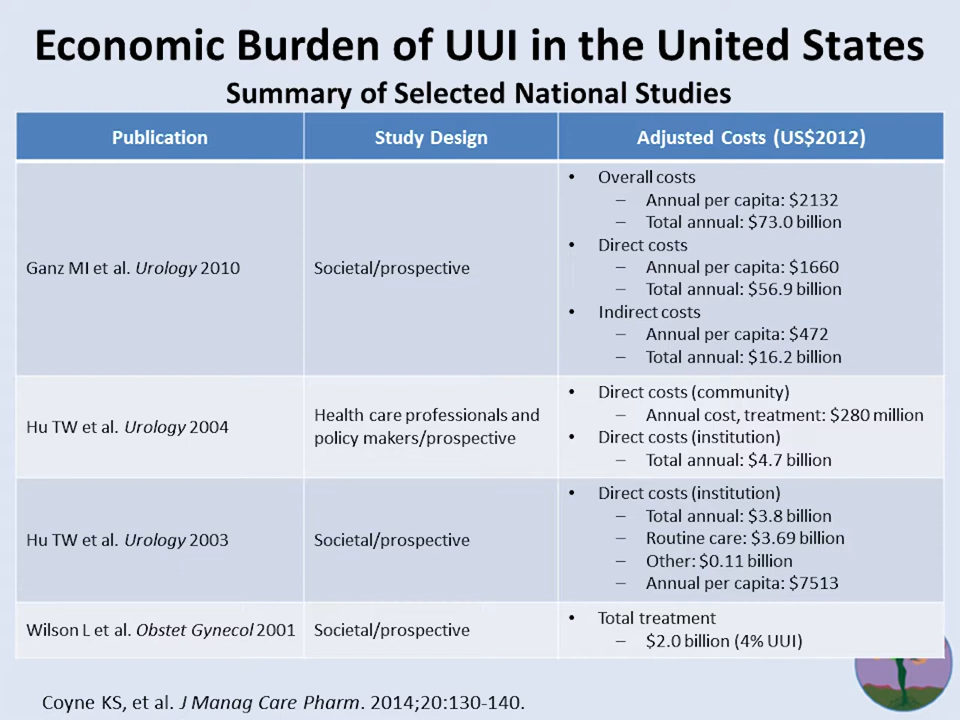 Economic Burden of UUI in the United States
Summary of Selected National Studies
Publication
Study Design
Adjusted Costs (US$2012)
Ganz MI et al. Urology 2010
Societal/prospective
• Overall costs
– Annual per capita: $2132
– Total annual: $73.0 billion
• Direct costs
– Annual per capita: $1660
– Total annual: $56.9 billion
• Indirect costs
– Annual per capita: $472
– Total annual: $16.2 billion
Hu TW et al. Urology 2004
Health care professionals and
policy makers/prospective
• Direct costs (community)
– Annual cost, treatment: $280 million
• Direct costs (institution)
– Total annual: $4.7 billion
Hu TW et al. Urology 2003
Societal/prospective
• Direct costs (institution)
– Total annual: $3.8 billion
– Routine care: $3.69 billion
– Other: $0.11 billion
– Annual per capita: $7513
Wilson L et al. Obstet Gynecol 2001
Societal/prospective
• Total treatment
– $2.0 billion (4% UUI)
Coyne KS, et al. J Manag Care Pharm. 2014;20:130-140.